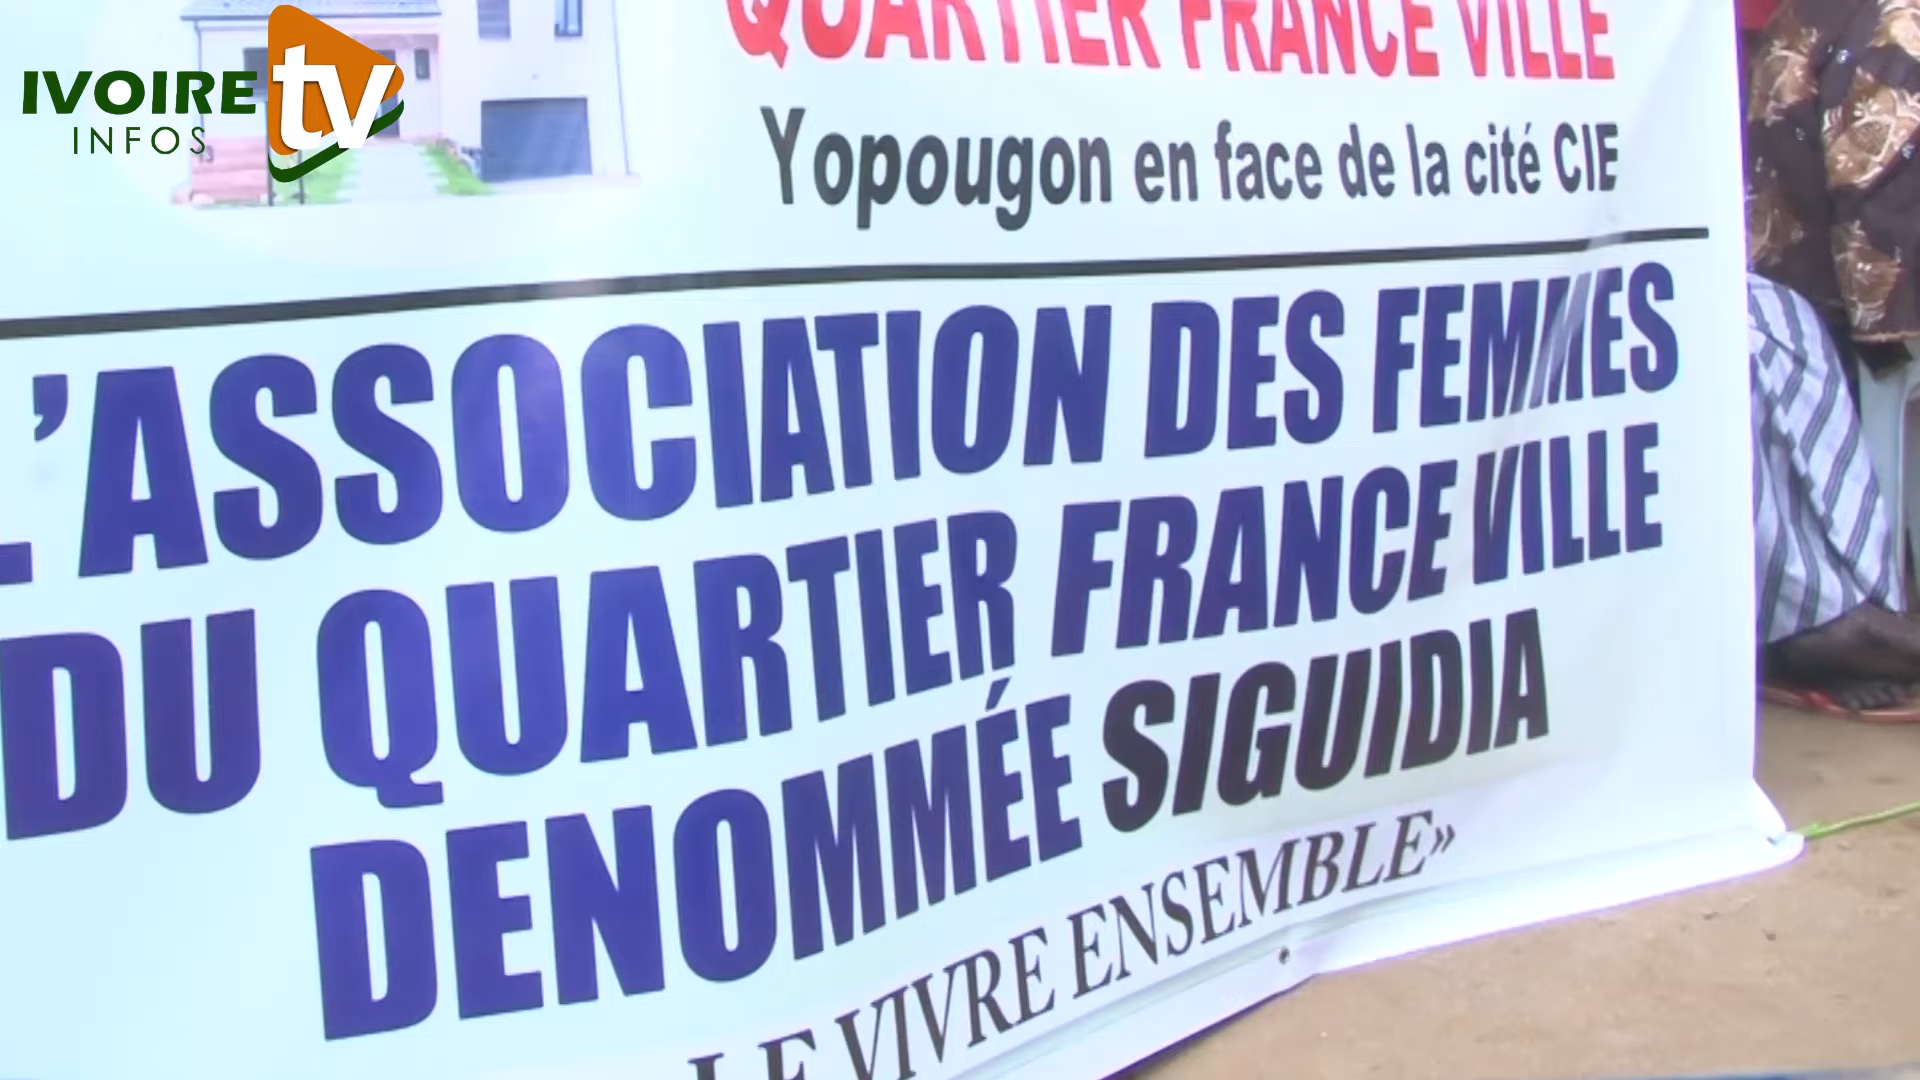 IVOIRE tv
INFOS
QUARTIER FRANCE VILLE
Yopougon en face de la cité CIE
L'ASSOCIATION DES FEMMES
DU QUARTIER FRANCE VILLE
DENOMMÉE SIGUIDIA
LE VIVRE ENSEMBLE»